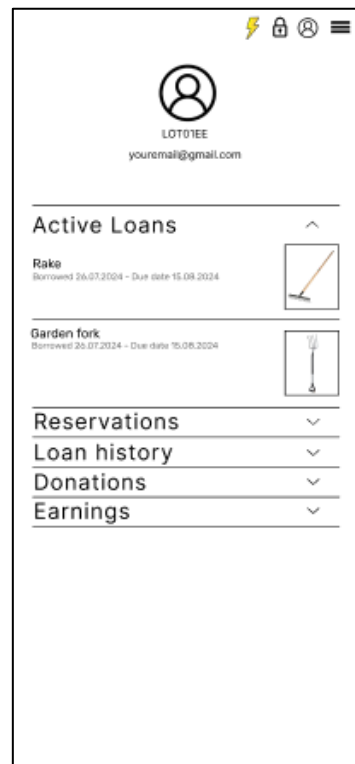 LOT01EE
youremail@gmail.com
Active Loans
Rake
Borrowed 26.07.2024 - Due date 15.08.2024
Garden fork
Borrowed 26.07.2024 - Due date 15.08.2024
Reservations
Loan history
Donations
Earnings